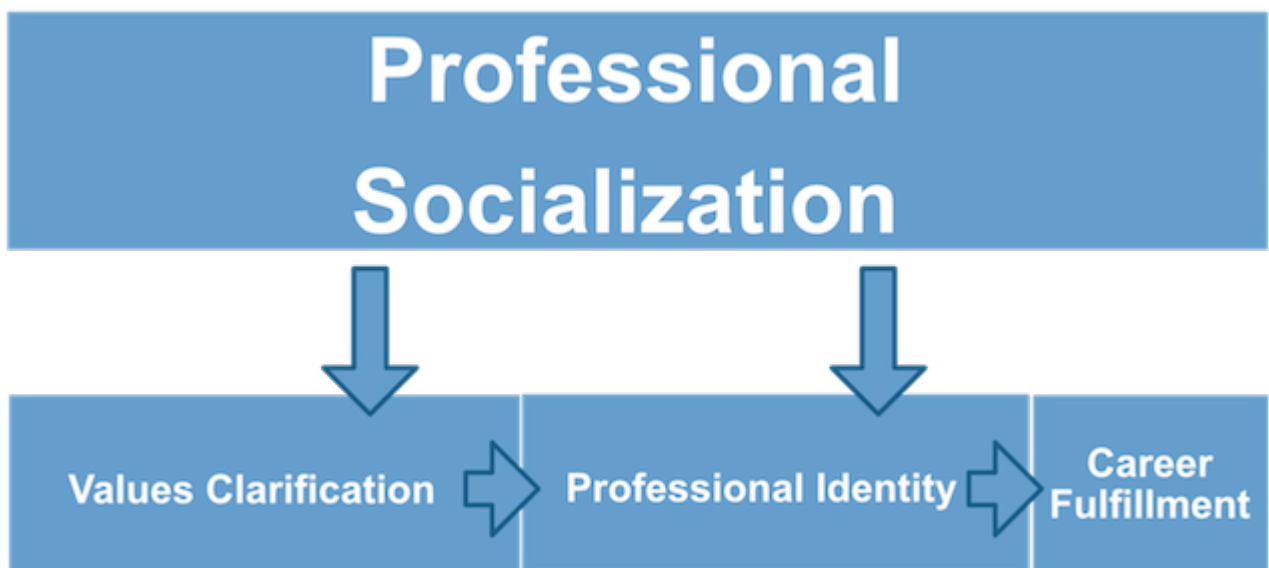 Professional
Socialization
Values Clarification
Professional Identity
Career
Fulfillment